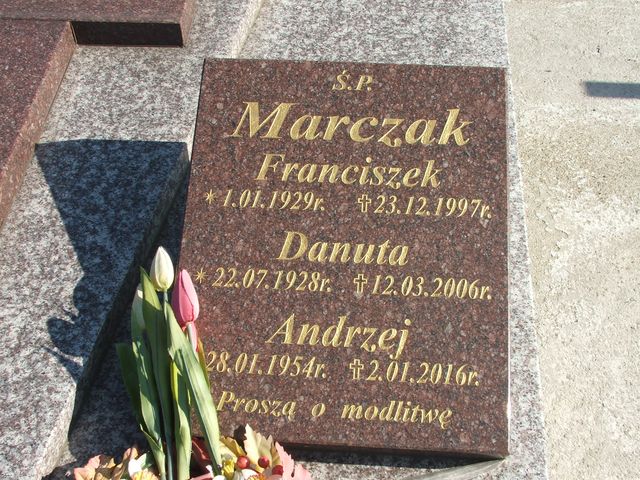 Ś.P.
Marczak
Franciszek
* 1.01.1929r. ✝23.12.1997r.
Danuta
* 22.07.1928r. ✝12.03.2006r.
Andrzej
28.01.1954r. ✝2.01.2016r.
Proszą o modlitwę